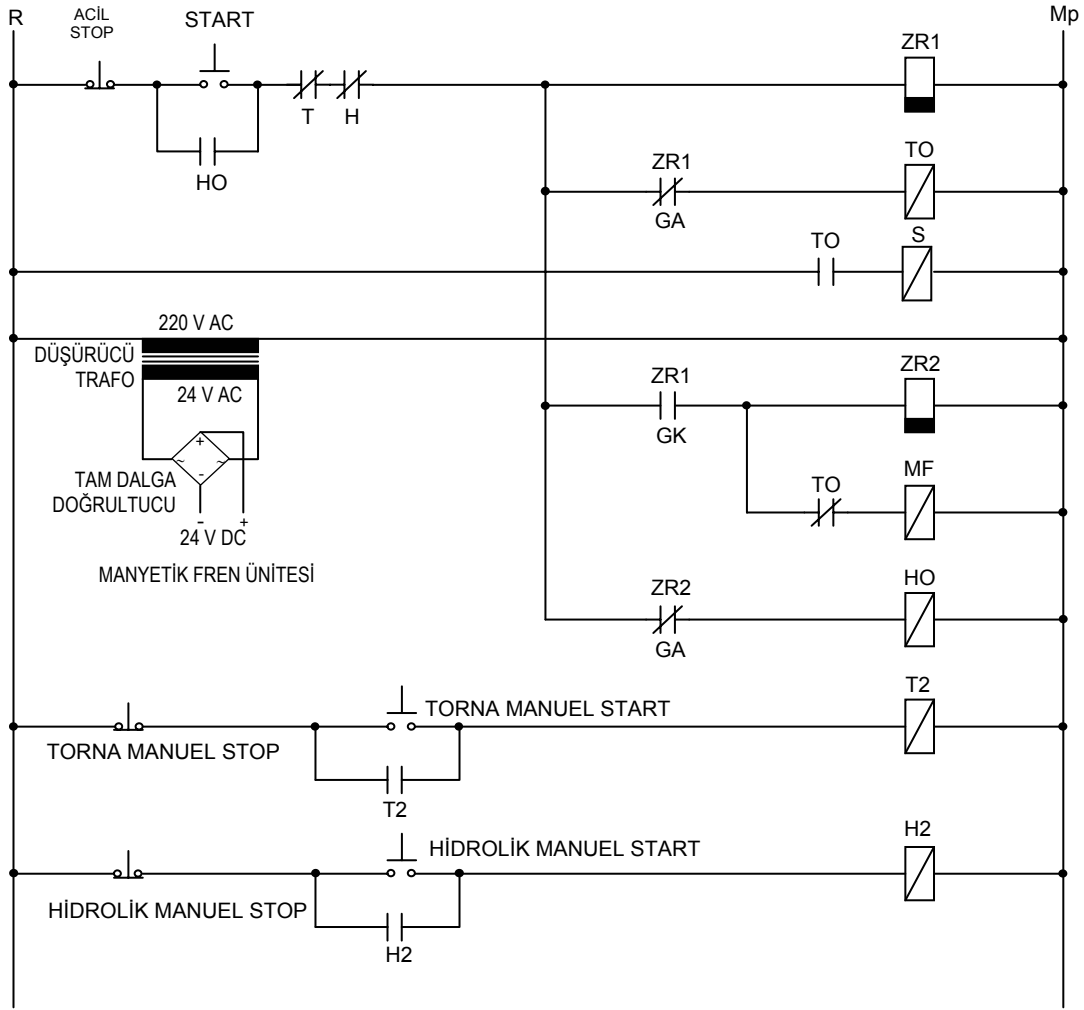 R
ACİL
STOP
START
ZR1
Mp
T
H
HO
ZR1
GA
TO
TO
S
220 V AC
DÜŞÜRÜCÜ
TRAFO
24 V AC
ZR1
GK
ZR2
+
~
~
-
TAM DALGA
DOĞRULTUCU
- +
24 V DC
MANYETİK FREN ÜNİTESİ
TO
MF
ZR2
GA
HO
TORNA MANUEL START
T2
TORNA MANUEL STOP
T2
HİDROLİK MANUEL START
H2
HİDROLİK MANUEL STOP
H2